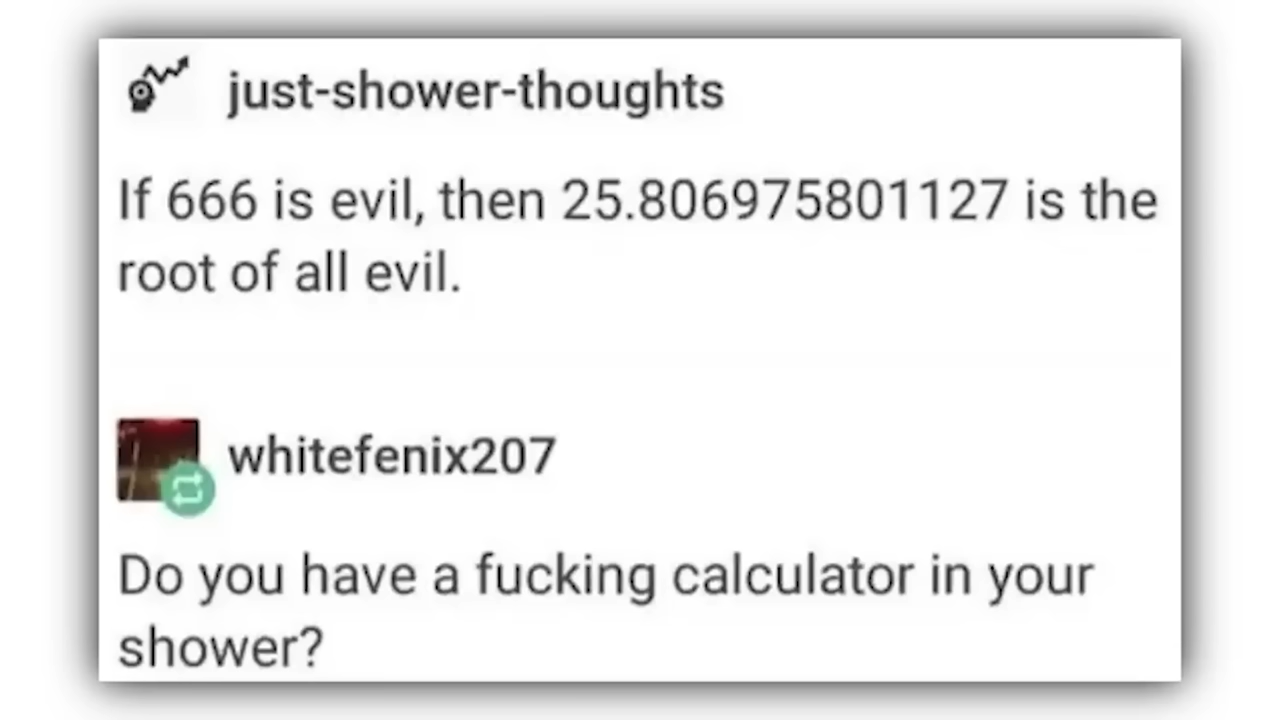 just-shower-thoughts
If 666 is evil, then 25.806975801127 is the
root of all evil.
whitefenix207
Do you have a fucking calculator in your
shower?